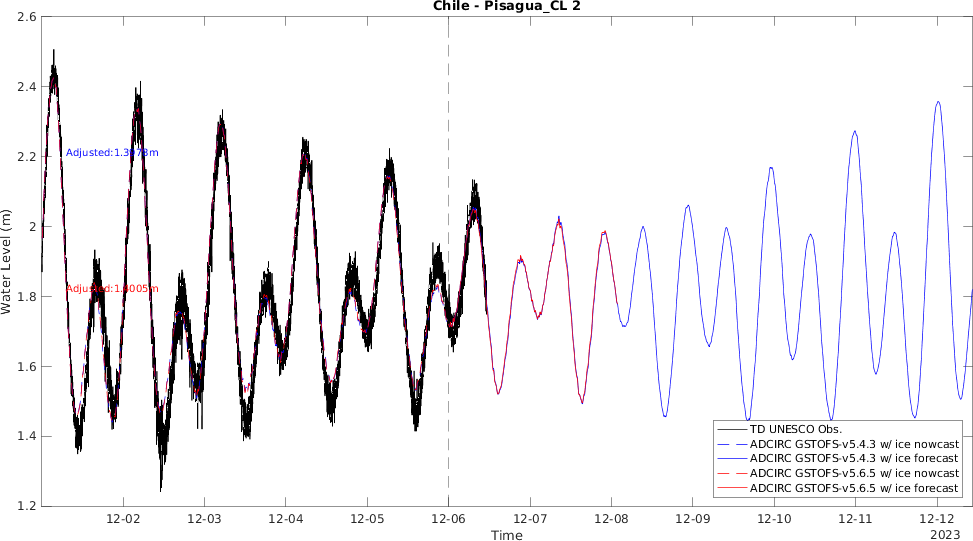 Chile - Pisagua_CL 2
2.6
2.4
2.2
2
1.8
1.6
1.4
1.2
Water Level (m)
12-02
12-03
12-04
12-05
12-06
12-07
12-08
12-09
12-10
12-11
12-12
2023
Time
TD UNESCO Obs.
ADCIRC GSTOFS-v5.4.3 w/ ice nowcast
ADCIRC GSTOFS-v5.4.3 w/ ice forecast
ADCIRC GSTOFS-v5.6.5 w/ ice nowcast
ADCIRC GSTOFS-v5.6.5 w/ ice forecast